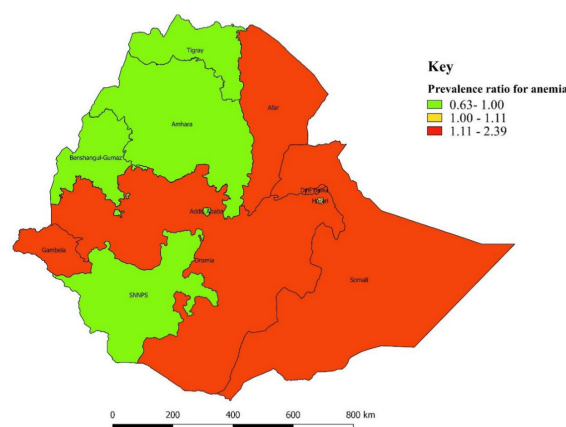 Tigray
Key
Prevalence ratio for anemia
0.63- 1.00
1.00 - 1.11
1.11 - 2.39
Afar
Amhara
Benshangul-Gumaz
Dire Dawa
Harari
Addis Ababa
Gambela
Oromia
Somali
SNNPS
0 200 400 600 800 km